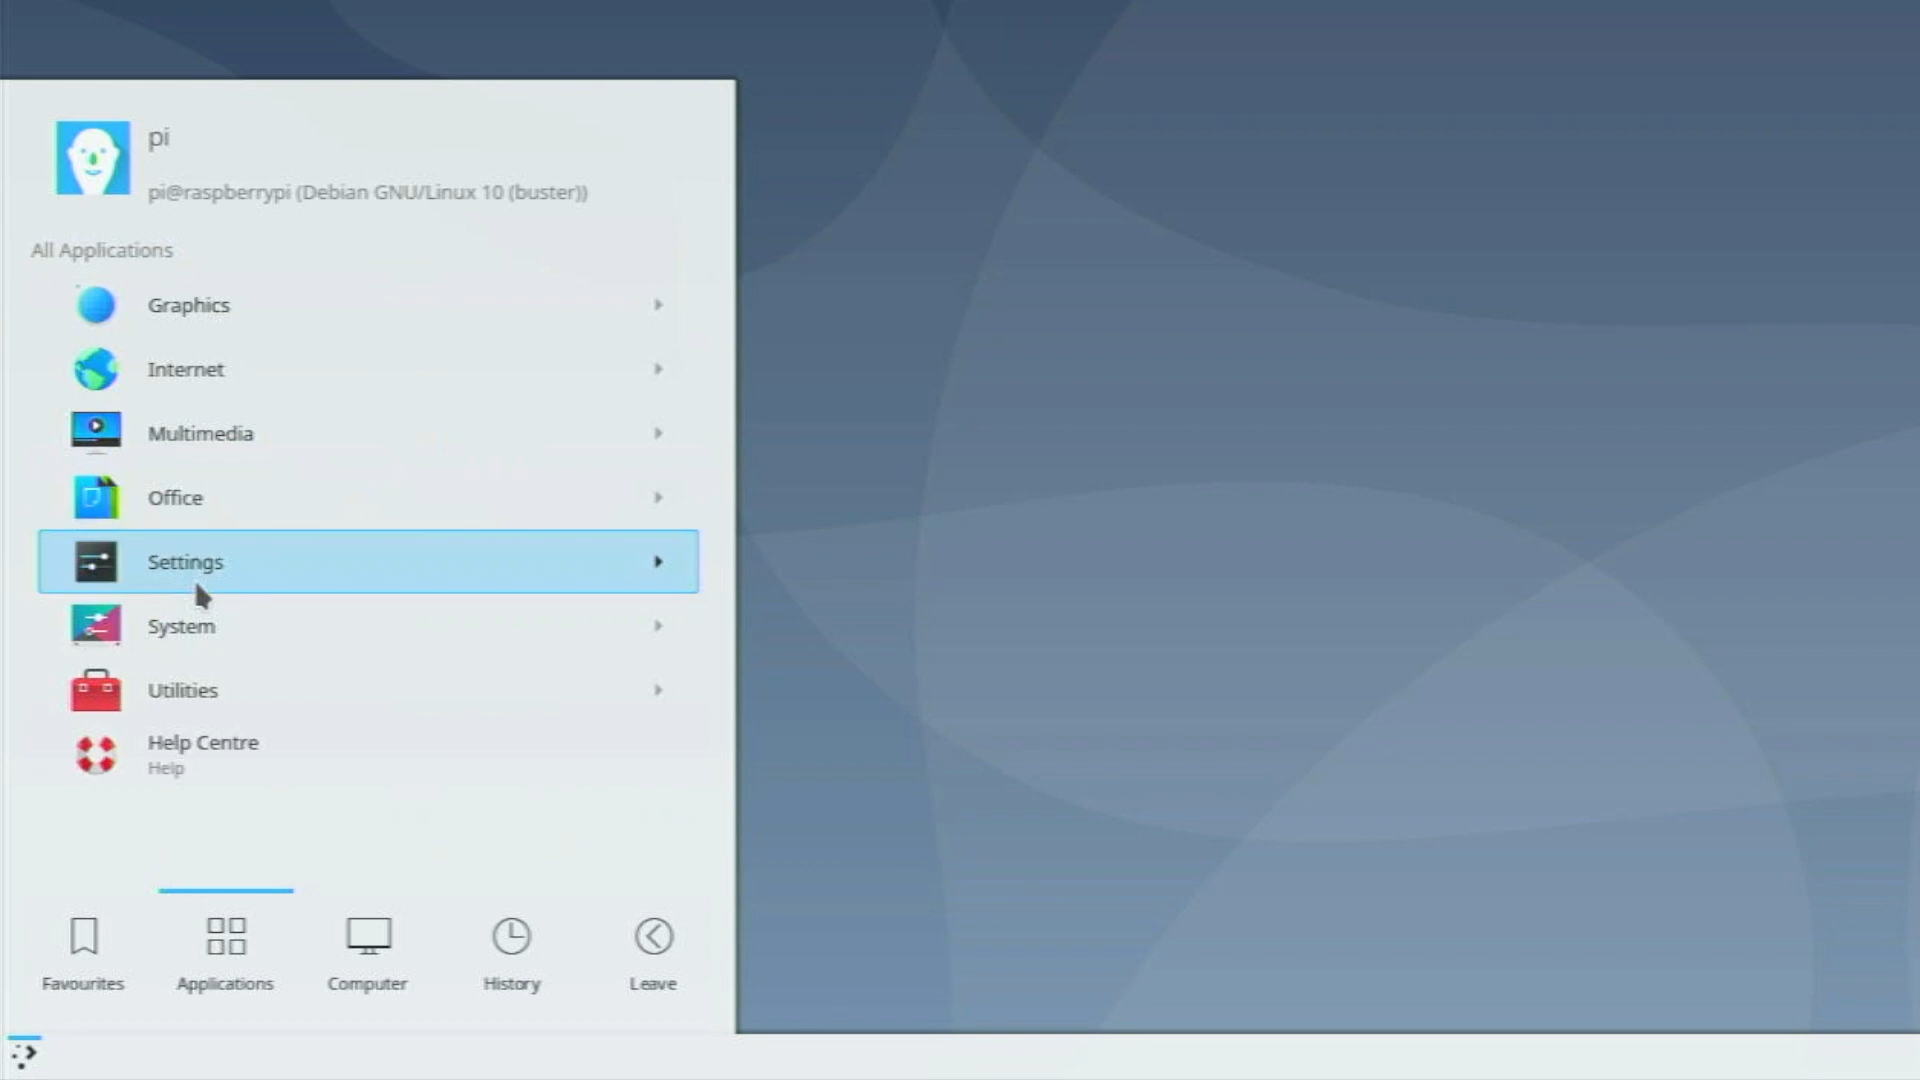 pi
pi@raspberrypi (Debian GNU/Linux 10 (buster))
All Applications
Graphics
Internet
Multimedia
Office
Settings
System
Utilities
Help Centre
Help
Favourites
Applications
Computer
History
Leave